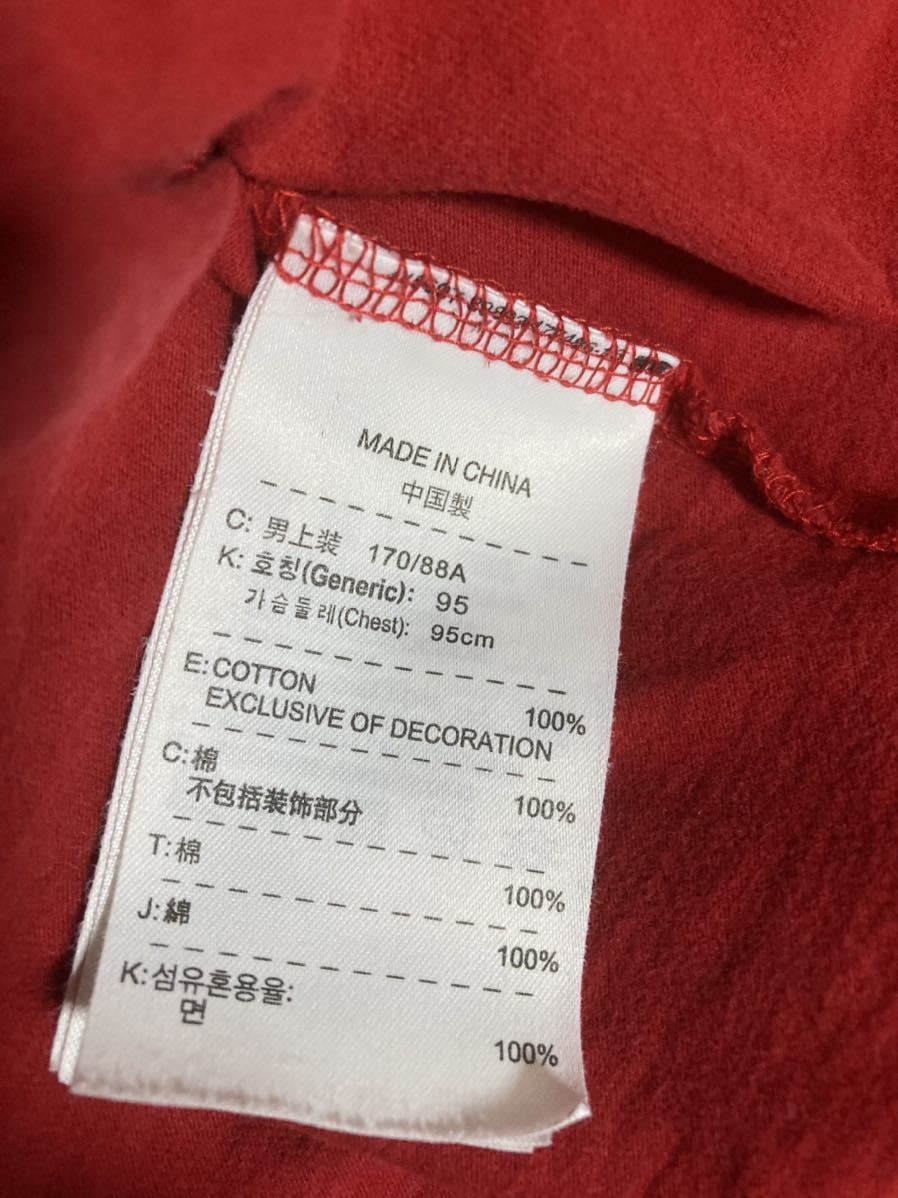 MADE IN CHINA
中国製
C: 男上装 170/88A
K: 호칭(Generic): 95
가슴둘레(Chest): 95cm
E: COTTON 100%
EXCLUSIVE OF DECORATION
C: 棉 100%
不包括装饰部分
T: 棉 100%
J: 綿 100%
K: 섬유혼용율:
면 100%